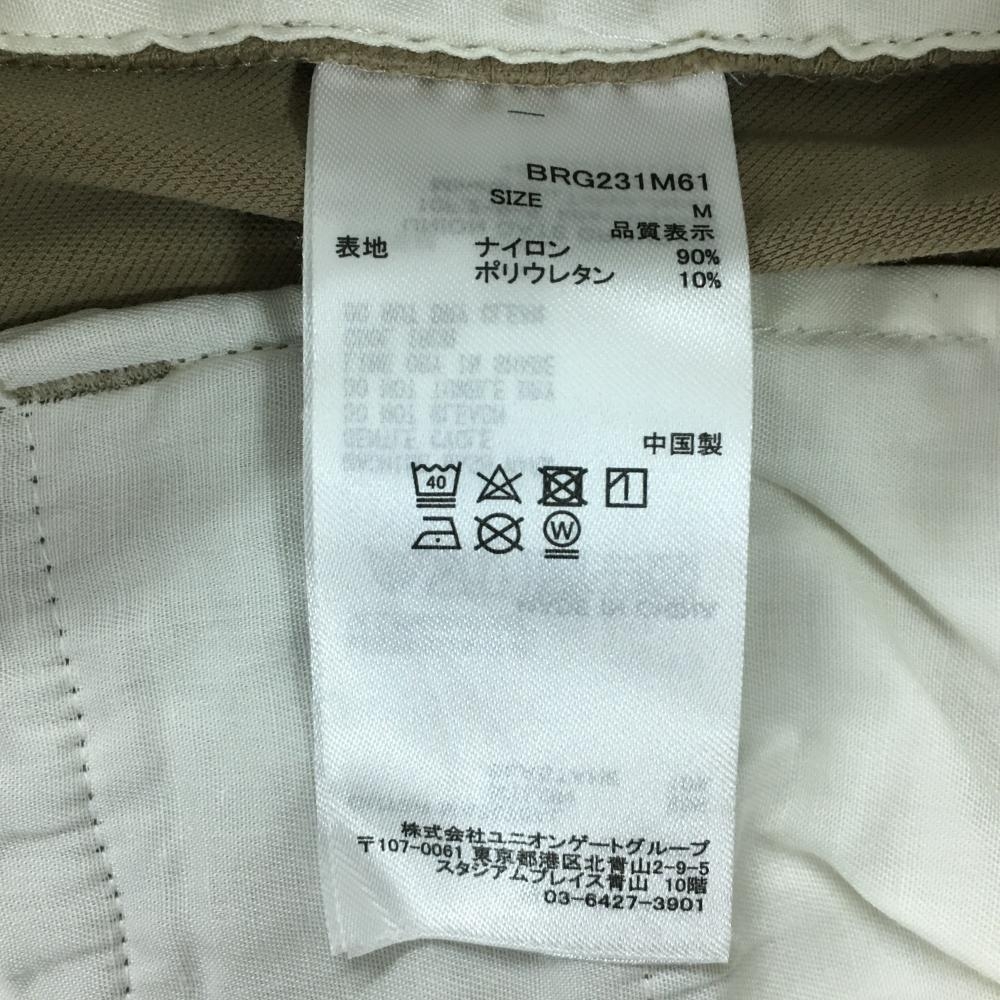 BRG231M61
SIZE M
品質表示
表地 ナイロン 90%
ポリウレタン 10%
中国製
40
W
株式会社ユニオンゲートグループ
〒107-0061 東京都港区北青山2-9-5
スタジアムプレイス青山 10階
03-6427-3901